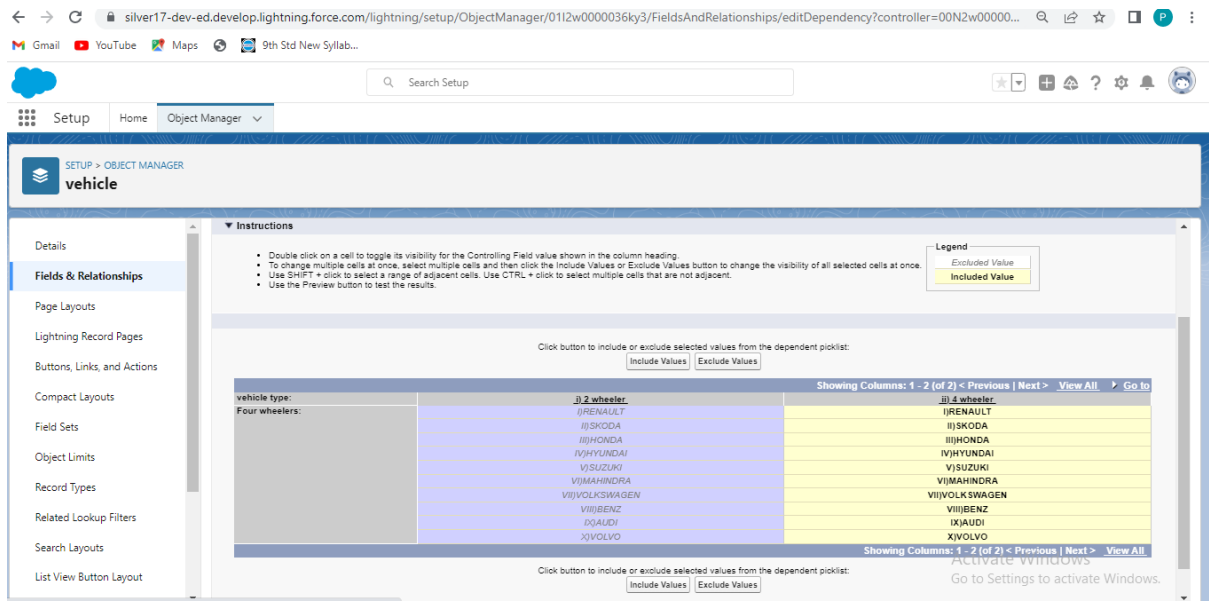 silver17-dev-ed.develop.lightning.force.com/lightning/setup/ObjectManager/01I2w0000036ky3/FieldsAndRelationships/editDependency?controller=00N2w00000... P
Gmail YouTube Maps 9th Std New Syllab...
Search Setup
Setup Home Object Manager
SETUP > OBJECT MANAGER
vehicle
Details
Fields & Relationships
Page Layouts
Lightning Record Pages
Buttons, Links, and Actions
Compact Layouts
Field Sets
Object Limits
Record Types
Related Lookup Filters
Search Layouts
List View Button Layout
Instructions
• Double click on a cell to toggle its visibility for the Controlling Field value shown in the column heading.
• To change multiple cells at once, select multiple cells and then click the Include Values or Exclude Values button to change the visibility of all selected cells at once.
• Use SHIFT + click to select a range of adjacent cells. Use CTRL + click to select multiple cells that are not adjacent.
• Use the Preview button to test the results.
Legend
Excluded Value
Included Value
Click button to include or exclude selected values from the dependent picklist:
Include Values Exclude Values
Showing Columns: 1 - 2 (of 2) < Previous | Next > View All Go to
vehicle type: i) 2 wheeler ii) 4 wheeler
Four wheelers: I)RENAULT I)RENAULT
II)SKODA II)SKODA
III)HONDA III)HONDA
IV)HYUNDAI IV)HYUNDAI
V)SUZUKI V)SUZUKI
VI)MAHINDRA VI)MAHINDRA
VII)VOLKSWAGEN VII)VOLKSWAGEN
VIII)BENZ VIII)BENZ
IX)AUDI IX)AUDI
X)VOLVO X)VOLVO
Showing Columns: 1 - 2 (of 2) < Previous | Next > View All
Click button to include or exclude selected values from the dependent picklist:
Include Values Exclude Values
Activate Windows
Go to Settings to activate Windows.